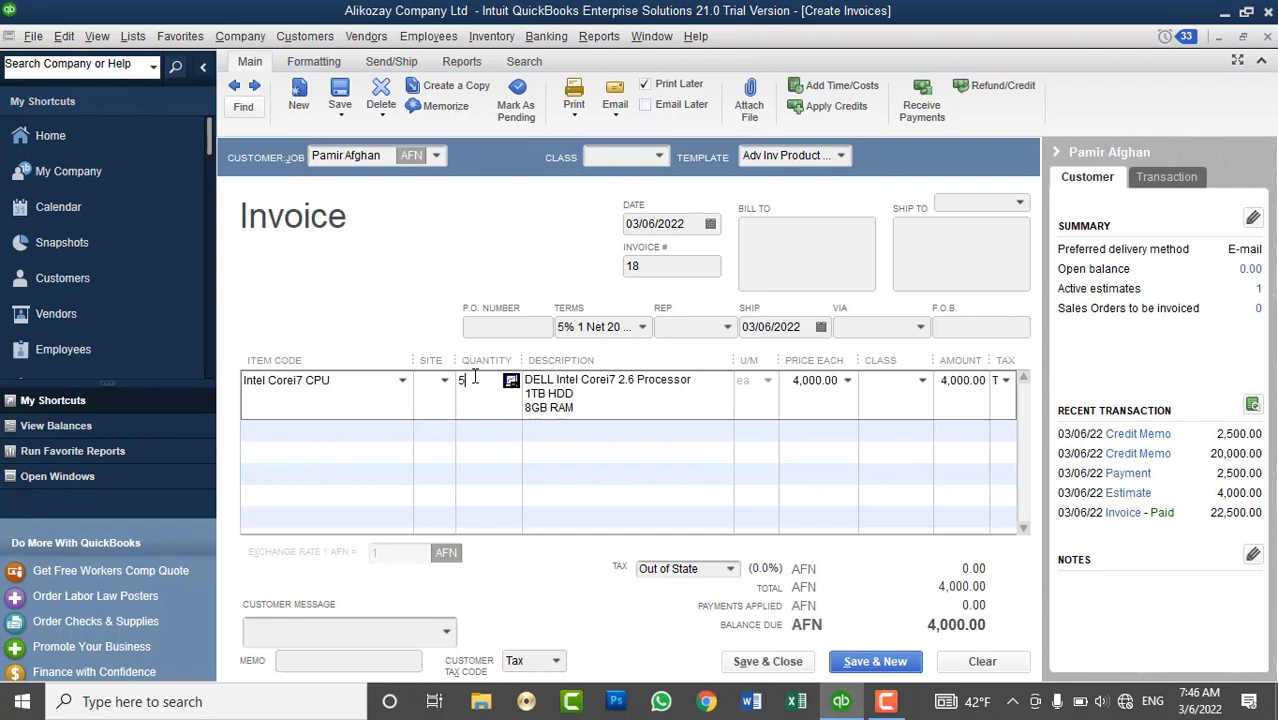 Alikozay Company Ltd - Intuit QuickBooks Enterprise Solutions 21.0 Trial Version - [Create Invoices]
File Edit View Lists Favorites Company Customers Vendors Employees Inventory Banking Reports Window Help 33
Search Company or Help
Main Formatting Send/Ship Reports Search
Find New Save Delete Create a Copy Memorize Mark As Pending Print Email Print Later Email Later Attach File Add Time/Costs Apply Credits Receive Payments Refund/Credit
My Shortcuts
Home
My Company
Calendar
Snapshots
Customers
Vendors
Employees
My Shortcuts
View Balances
Run Favorite Reports
Open Windows
Do More With QuickBooks
Get Free Workers Comp Quote
Order Labor Law Posters
Order Checks & Supplies
Promote Your Business
Finance with Confidence
CUSTOMER:JOB Pamir Afghan AFN CLASS TEMPLATE Adv Inv Product ...
Invoice
DATE
03/06/2022
INVOICE #
18
BILL TO
SHIP TO
P.O. NUMBER TERMS REP SHIP VIA F.O.B.
5% 1 Net 20 ... 03/06/2022
ITEM CODE SITE QUANTITY DESCRIPTION U/M PRICE EACH CLASS AMOUNT TAX
Intel Corei7 CPU 5 DELL Intel Corei7 2.6 Processor ea 4,000.00 4,000.00 T
1TB HDD
8GB RAM
EXCHANGE RATE 1 AFN = 1 AFN
TAX Out of State (0.0%) AFN 0.00
TOTAL AFN 4,000.00
PAYMENTS APPLIED AFN 0.00
BALANCE DUE AFN 4,000.00
CUSTOMER MESSAGE
MEMO CUSTOMER TAX CODE Tax
Save & Close Save & New Clear
Pamir Afghan
Customer Transaction
SUMMARY
Preferred delivery method E-mail
Open balance 0.00
Active estimates 1
Sales Orders to be invoiced 0
RECENT TRANSACTION
03/06/22 Credit Memo 2,500.00
03/06/22 Credit Memo 20,000.00
03/06/22 Payment 2,500.00
03/06/22 Estimate 4,000.00
03/06/22 Invoice - Paid 22,500.00
NOTES
Type here to search
42°F ENG 7:46 AM
3/6/2022